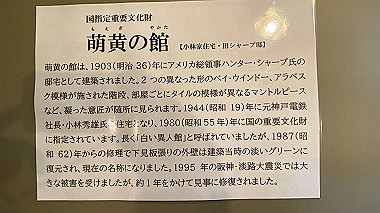 国指定重要文化財
もえぎ やかた
萌黄の館 【小林家住宅・旧シャープ邸】
萌黄の館は、1903(明治 36)年にアメリカ総領事ハンター・シャープ氏の
邸宅として建築されました。2 つの異なった形のベイ・ウインドー、アラベス
ク模様が施された階段、部屋ごとにタイルの模様が異なるマントルピース
など、凝った意匠が随所に見られます。1944(昭和 19)年に元神戸電鉄
社長・小林秀雄氏 住宅となり、1980(昭和 55)年に国の重要文化財
に指定されています。長く「白い異人館」と呼ばれていましたが、1987(昭
和 62)年からの修理で下見板張りの外壁は建築当時の淡いグリーンに
復元され、現在の名称になりました。1995 年の阪神・淡路大震災では大
きな被害を受けましたが、約 1 年をかけて見事に修復されました。